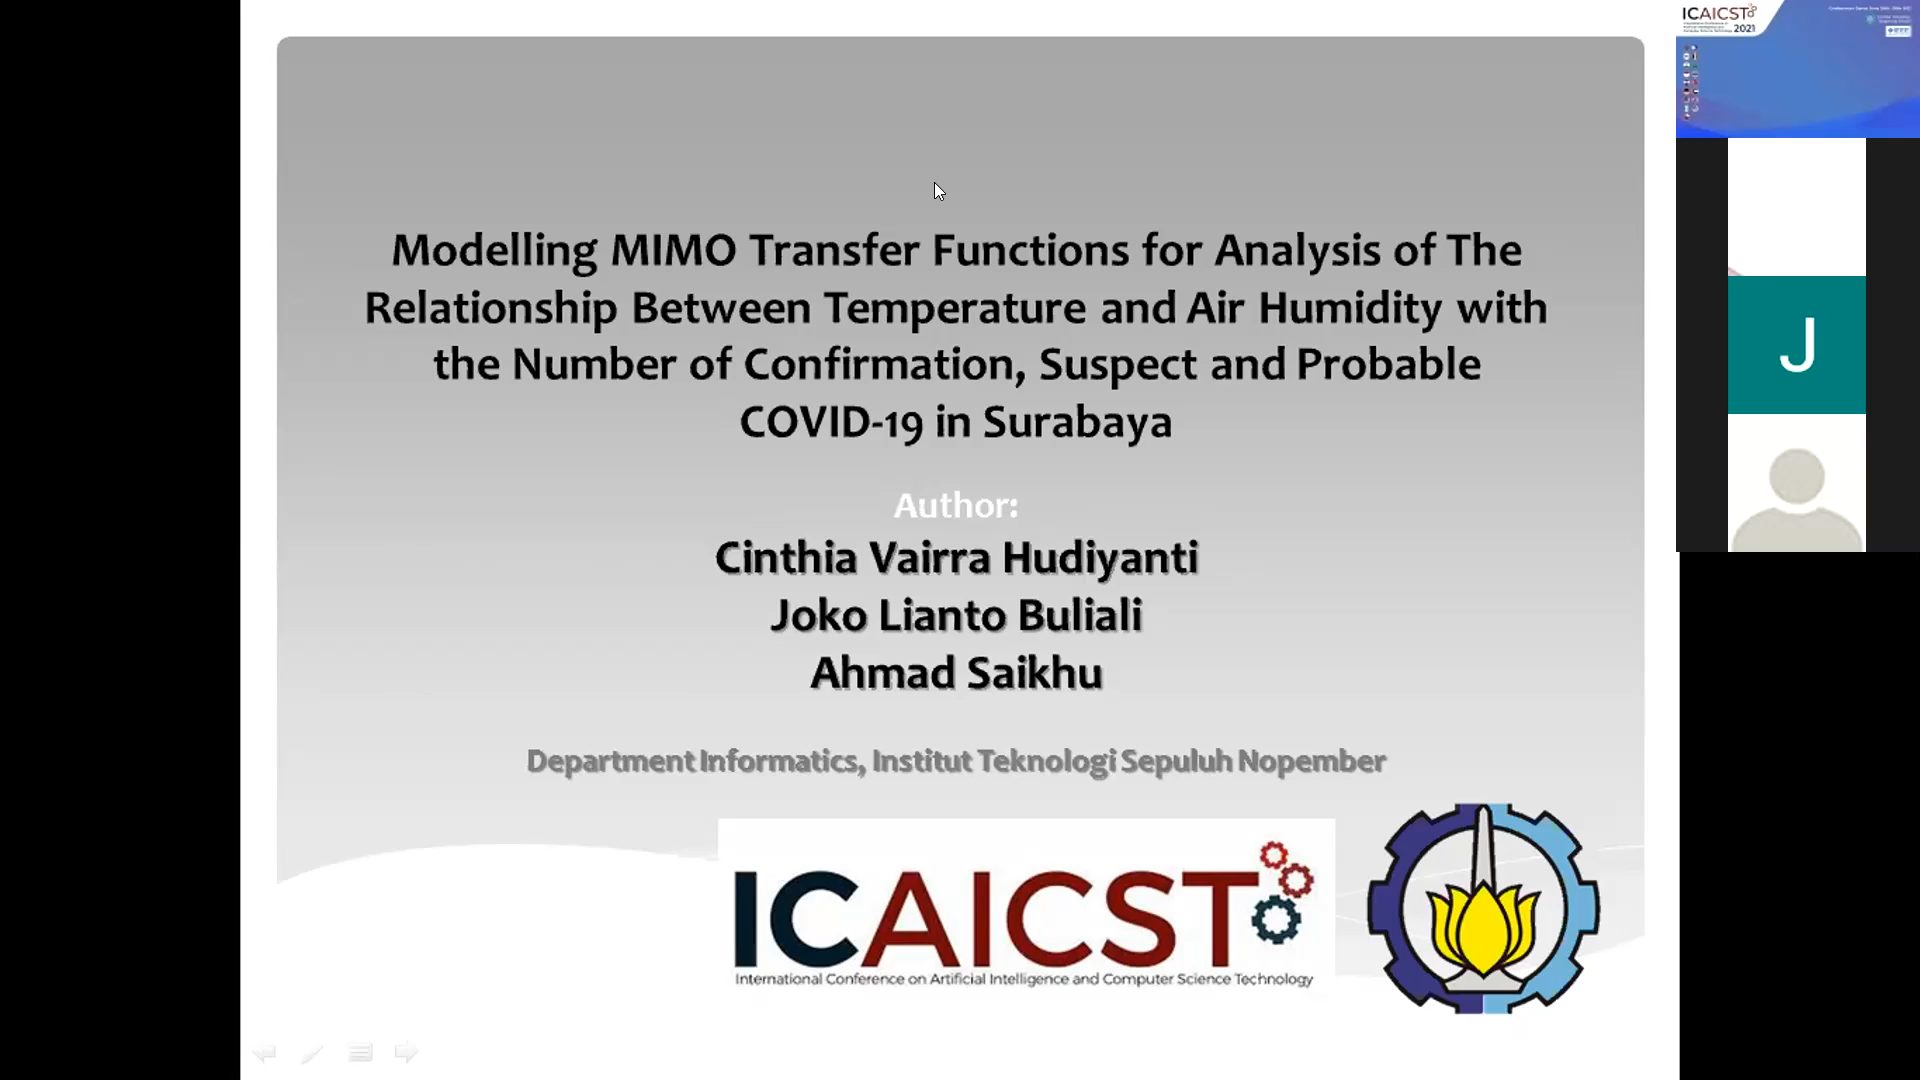 Modelling MIMO Transfer Functions for Analysis of The
Relationship Between Temperature and Air Humidity with
the Number of Confirmation, Suspect and Probable
COVID-19 in Surabaya
Author:
Cinthia Vairra Hudiyanti
Joko Lianto Buliali
Ahmad Saikhu
Department Informatics, Institut Teknologi Sepuluh Nopember
ICAICST
International Conference on Artificial Intelligence and Computer Science Technology
ICAICST
2021
J